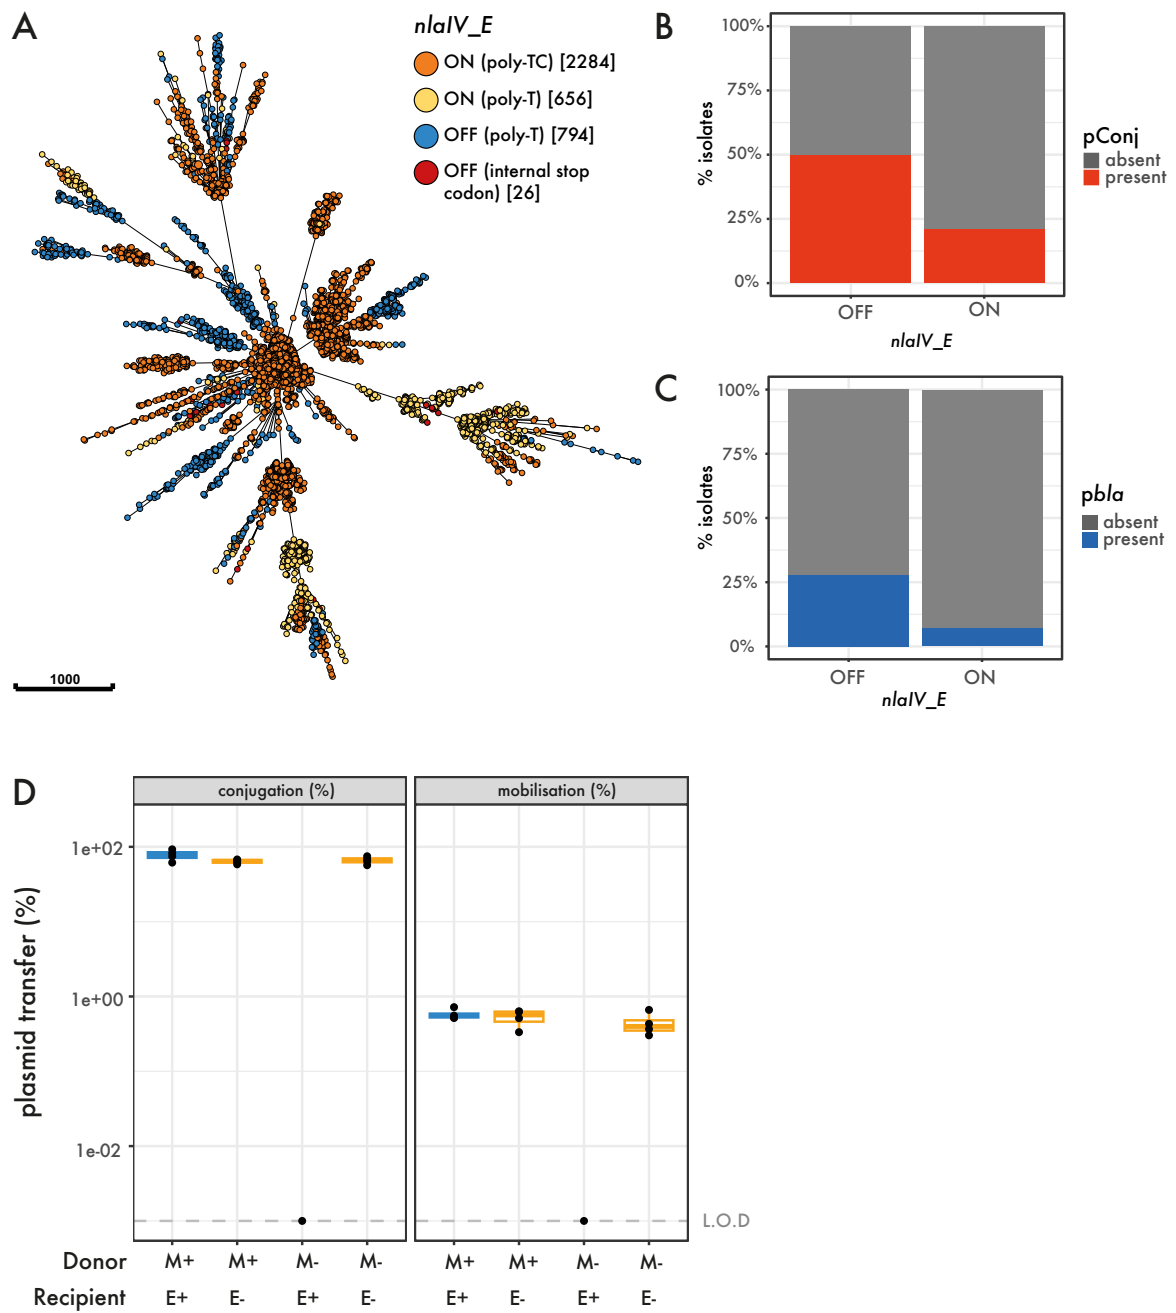 A
nlaIV_E
ON (poly-TC) [2284]
ON (poly-T) [656]
OFF (poly-T) [794]
OFF (internal stop
codon) [26]
1000
B
100%
75%
50%
25%
0%
% isolates
OFF
ON
nlaIV_E
pConj
absent
present
C
100%
75%
50%
25%
0%
% isolates
OFF
ON
nlaIV_E
pbla
absent
present
D
conjugation (%)
mobilisation (%)
1e+02
1e+00
1e-02
plasmid transfer (%)
L.O.D
Donor M+ M+ M- M- M+ M+ M- M-
Recipient E+ E- E+ E- E+ E- E+ E-